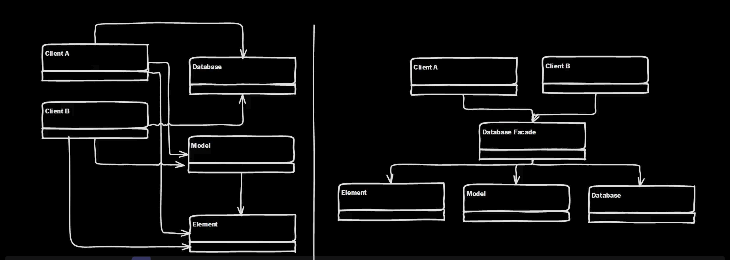 Client A
Database
Client B
Model
Element
Client A
Client B
Database Facade
Element
Model
Database